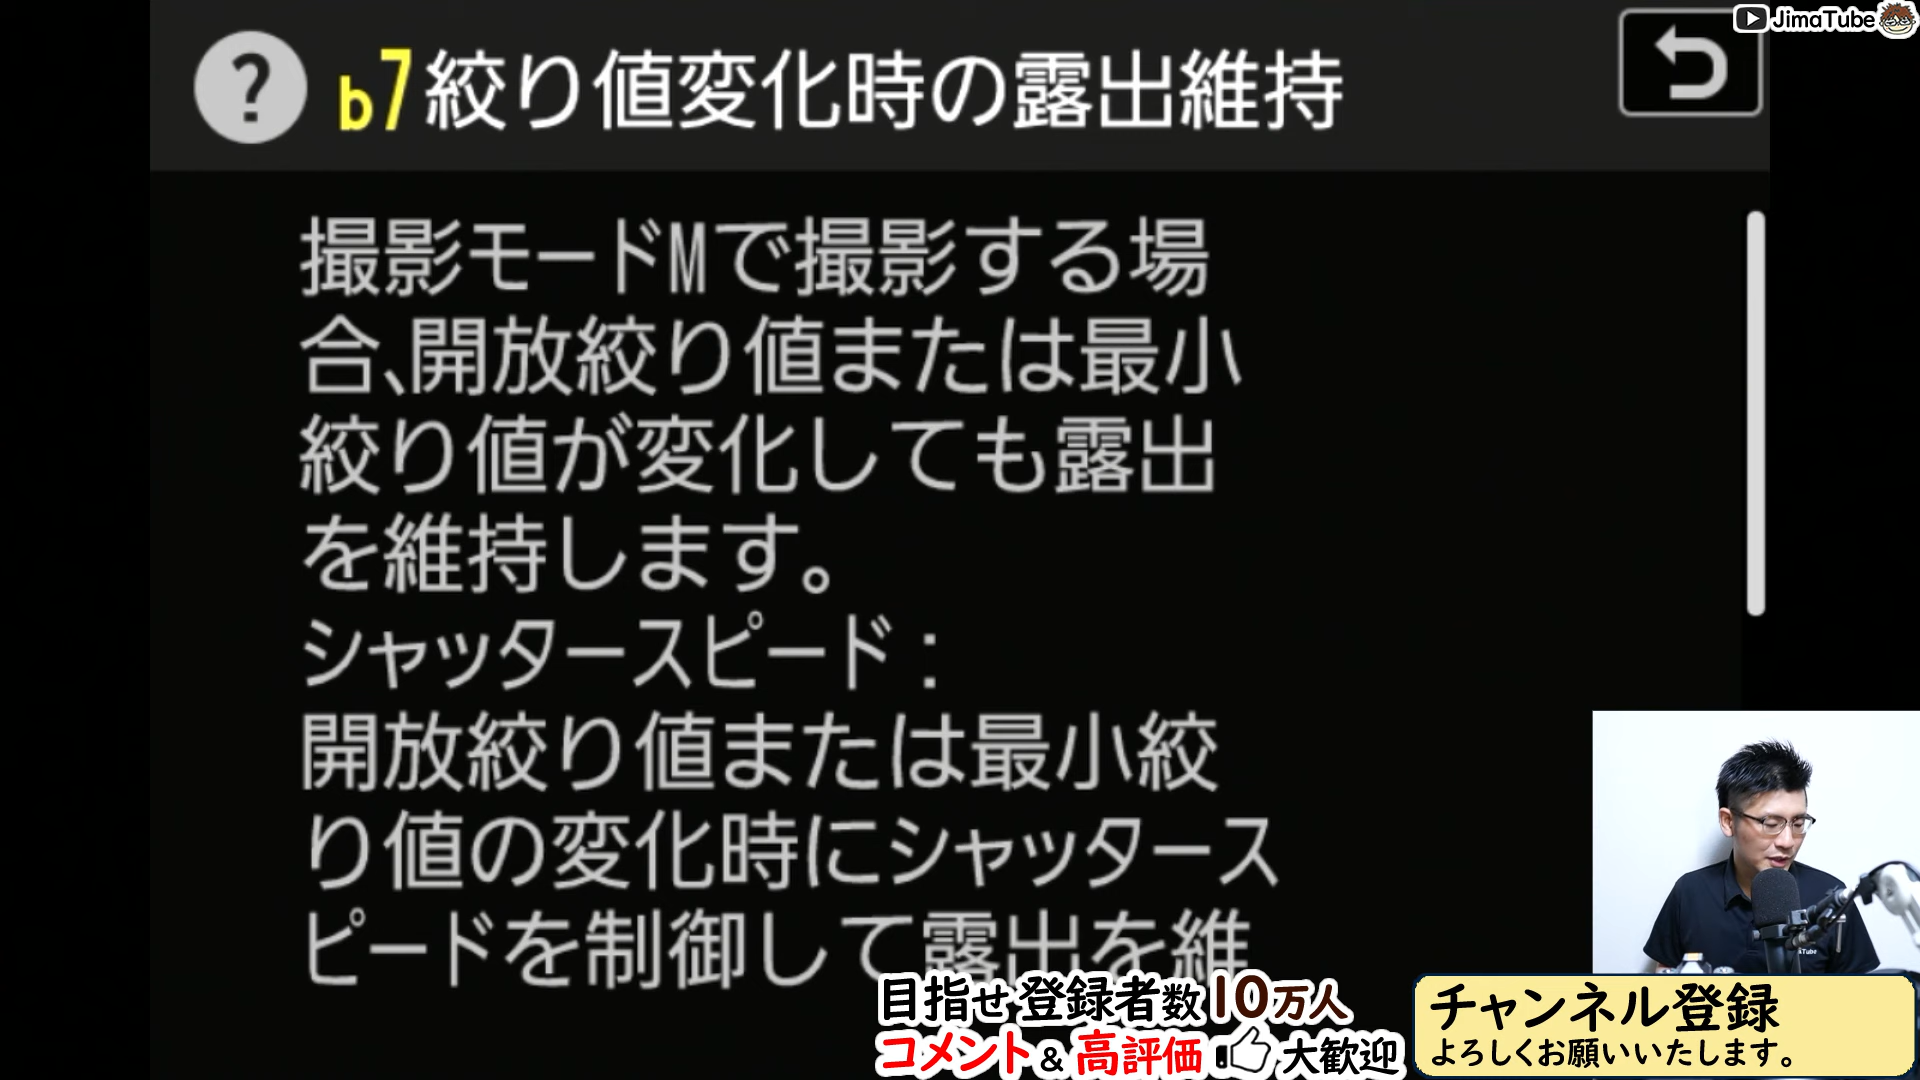 JimaTube
? b7絞り値変化時の露出維持
撮影モードMで撮影する場
合、開放絞り値または最小
絞り値が変化しても露出
を維持します。
シャッタースピード：
開放絞り値または最小絞
り値の変化時にシャッタース
ピードを制御して露出を維
目指せ登録者数10万人
コメント&高評価大歓迎
チャンネル登録
よろしくお願いいたします。